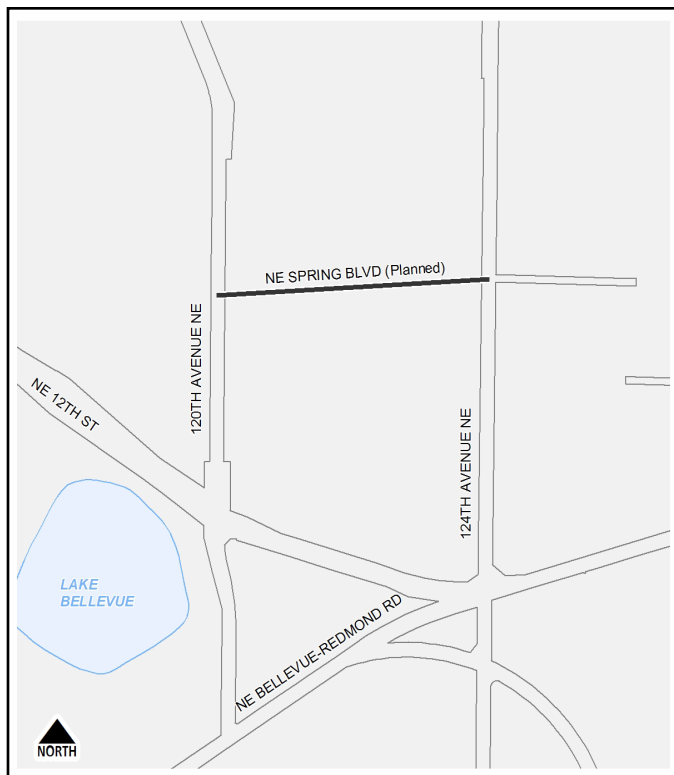 NE SPRING BLVD (Planned)
120TH AVENUE NE
NE 12TH ST
124TH AVENUE NE
LAKE
BELLEVUE
NE BELLEVUE-REDMOND RD
NORTH